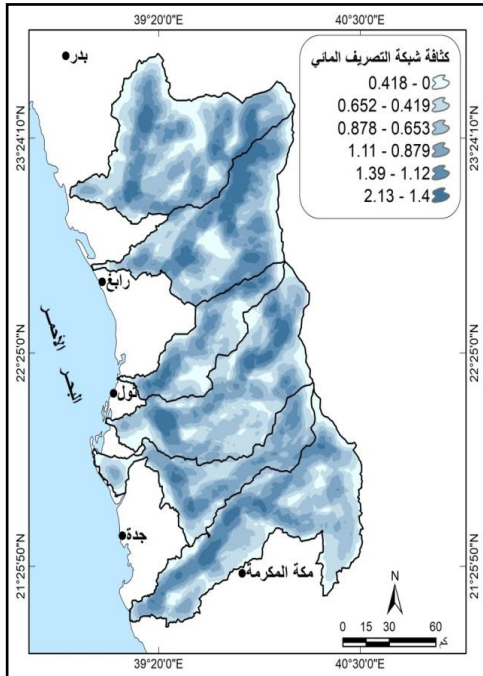 39°20'0"E
40°30'0"E
كثافة شبكة التصريف المائي
0.418 - 0
0.652 - 0.419
0.878 - 0.653
1.11 - 0.879
1.39 - 1.12
2.13 - 1.4
بدر
23°24'10"N
23°24'10"N
رابغ
البحر الأحمر
22°25'0"N
22°25'0"N
ثول
جدة
مكة المكرمة
21°25'50"N
21°25'50"N
N
0 15 30 60
كم
39°20'0"E
40°30'0"E